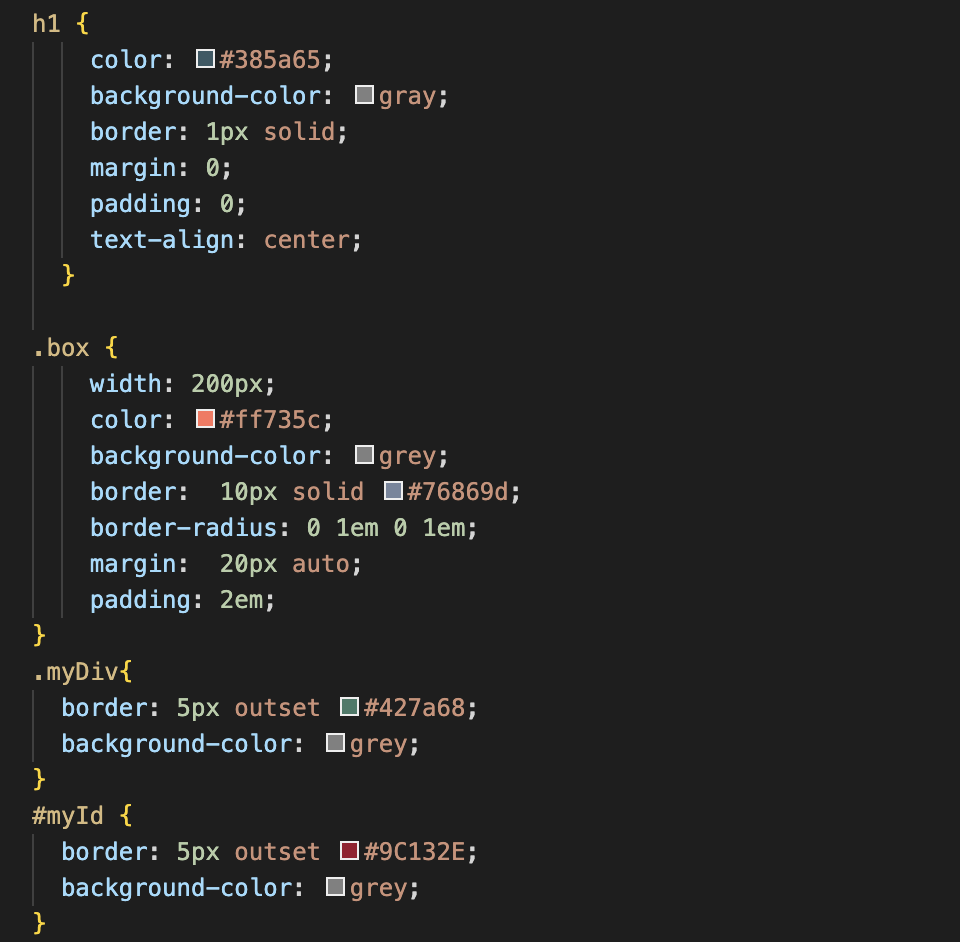 h1 {
color: #385a65;
background-color: gray;
border: 1px solid;
margin: 0;
padding: 0;
text-align: center;
}
.box {
width: 200px;
color: #ff735c;
background-color: grey;
border:  10px solid #76869d;
border-radius: 0 1em 0 1em;
margin:  20px auto;
padding: 2em;
}
.myDiv{
border: 5px outset #427a68;
background-color: grey;
}
#myId {
border: 5px outset #9C132E;
background-color: grey;
}